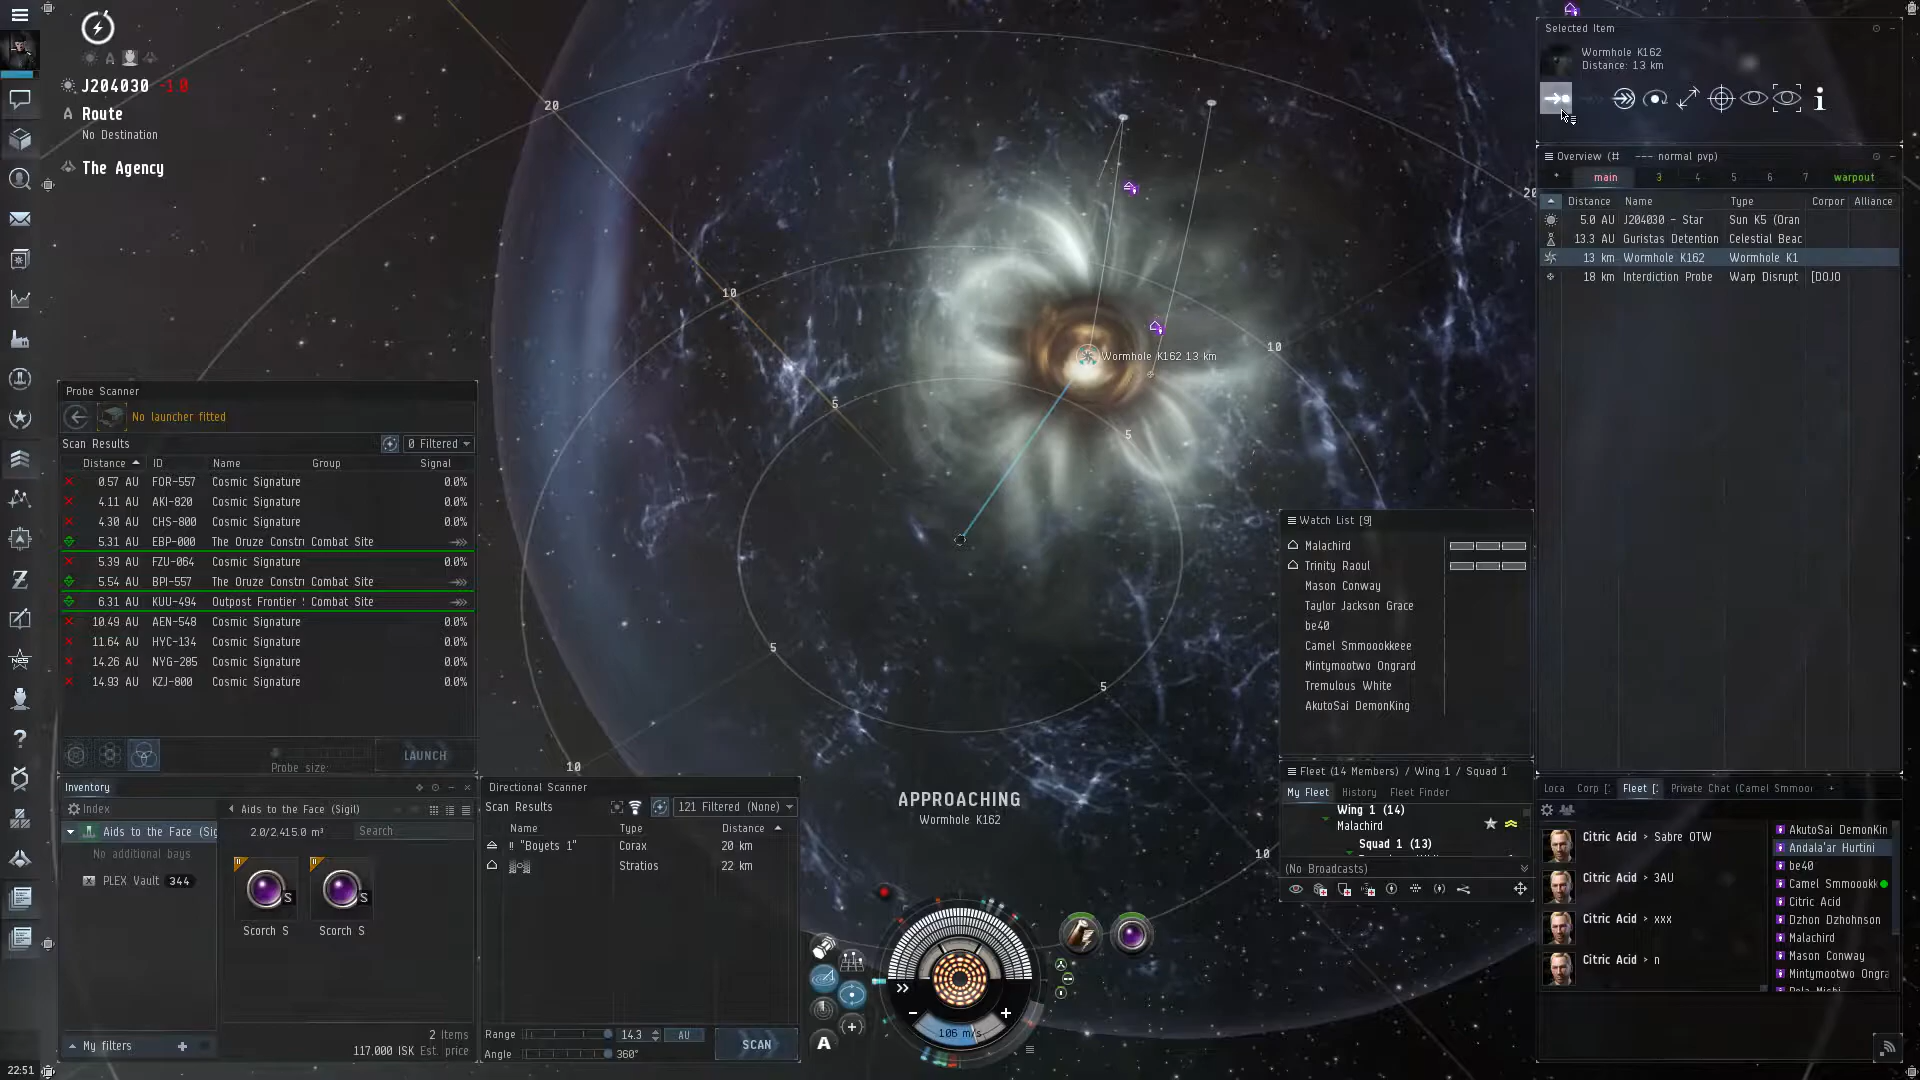 J204030 -1.0
Route
No Destination
The Agency
20
10
5
5
10
5
5
10
10
20
Wormhole K162 13 km
Selected Item
Wormhole K162
Distance: 13 km
Overview (# --- normal pvp)
* main 3 4 5 6 7 warpout
Distance Name Type Corpor Alliance
5.0 AU J204030 - Star Sun K5 (Oran
13.3 AU Guristas Detention Celestial Beac
13 km Wormhole K162 Wormhole K1
18 km Interdiction Probe Warp Disrupt [DOJO
Probe Scanner
No launcher fitted
Scan Results 0 Filtered
Distance ID Name Group Signal
0.57 AU FOR-557 Cosmic Signature 0.0%
4.11 AU AKI-820 Cosmic Signature 0.0%
4.30 AU CHS-800 Cosmic Signature 0.0%
5.31 AU EBP-000 The Oruze Constru Combat Site
5.39 AU FZU-064 Cosmic Signature 0.0%
5.54 AU BPI-557 The Oruze Constru Combat Site
6.31 AU KUU-494 Outpost Frontier Combat Site
10.49 AU AEN-548 Cosmic Signature 0.0%
11.64 AU HYC-134 Cosmic Signature 0.0%
14.26 AU NYG-285 Cosmic Signature 0.0%
14.93 AU KZJ-800 Cosmic Signature 0.0%
Probe size:
LAUNCH
Inventory
Index
Aids to the Face (Sig
No additional bays
PLEX Vault 344
Aids to the Face (Sigil)
2.0/2,415.0 m³ Search
S S
Scorch S Scorch S
2 Items
117.000 ISK Est. price
My filters +
22:51
Directional Scanner
Scan Results 121 Filtered (None)
Name Type Distance
!! "Boyets 1" Corax 20 km
Stratios 22 km
Range 14.3 AU
Angle 360°
SCAN
APPROACHING
Wormhole K162
106 m/s
A
Watch List [9]
Malachird
Trinity Raoul
Mason Conway
Taylor Jackson Grace
be40
Camel Smmoookkeee
Mintymootwo Ongrard
Tremulous White
AkutoSai DemonKing
Fleet (14 Members) / Wing 1 / Squad 1
My Fleet History Fleet Finder
Wing 1 (14)
Malachird
Squad 1 (13)
(No Broadcasts)
Loca Corp [: Fleet [: Private Chat (Camel Smmoo +
Citric Acid > Sabre OTW
Citric Acid > 3AU
Citric Acid > xxx
Citric Acid > n
AkutoSai DemonKin
Andala'ar Hurtini
be40
Camel Smmoookk
Citric Acid
Dzhon Dzhohnson
Malachird
Mason Conway
Mintymootwo Ongra